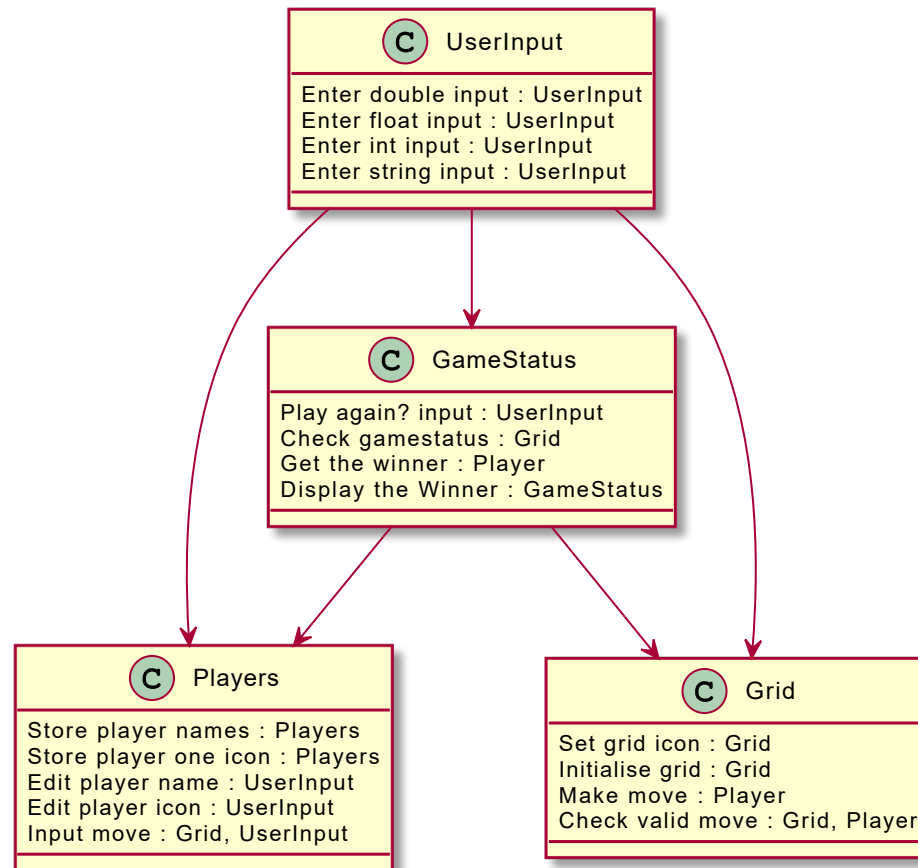 C UserInput
Enter double input : UserInput
Enter float input : UserInput
Enter int input : UserInput
Enter string input : UserInput
C GameStatus
Play again? input : UserInput
Check gamestatus : Grid
Get the winner : Player
Display the Winner : GameStatus
C Players
Store player names : Players
Store player one icon : Players
Edit player name : UserInput
Edit player icon : UserInput
Input move : Grid, UserInput
C Grid
Set grid icon : Grid
Initialise grid : Grid
Make move : Player
Check valid move : Grid, Player